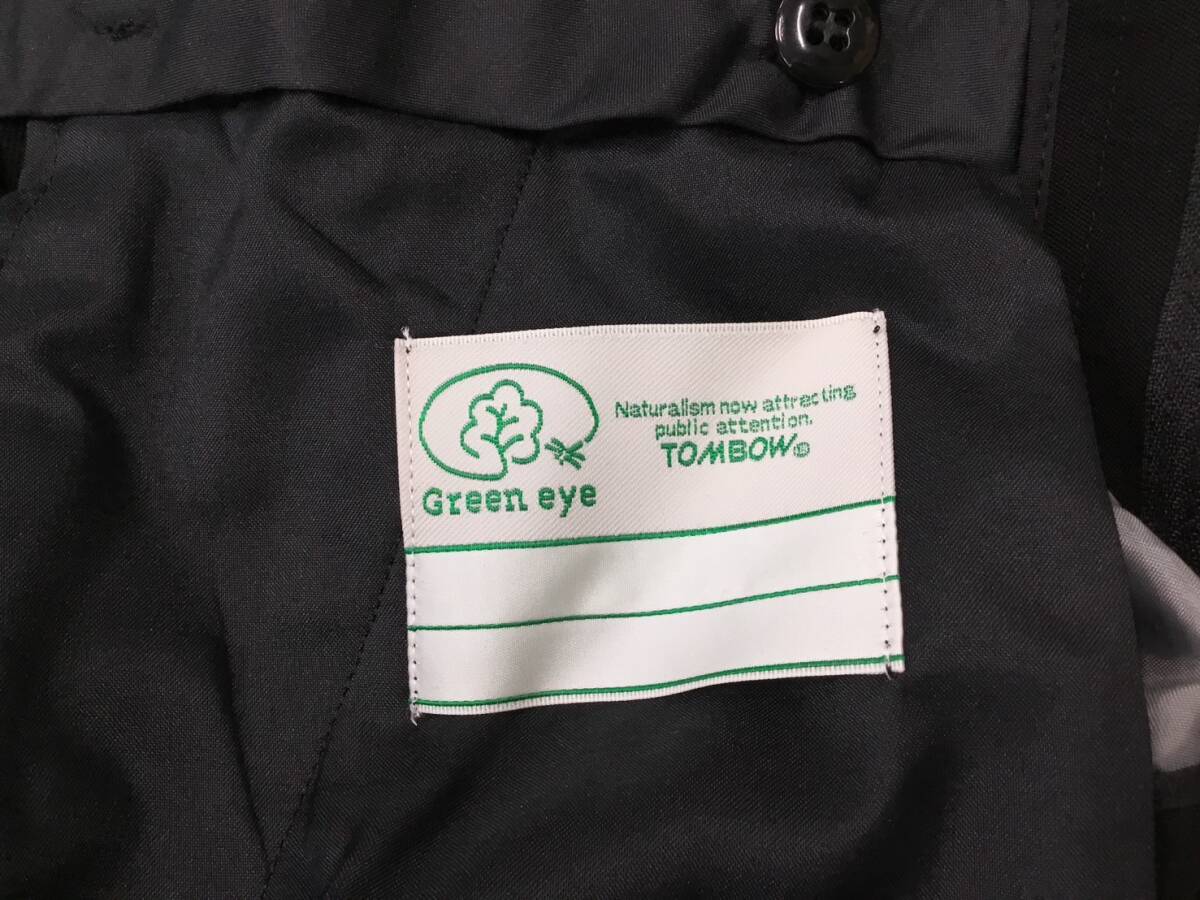 Green eye
Naturalism now attracting
public attention.
TOMBOW